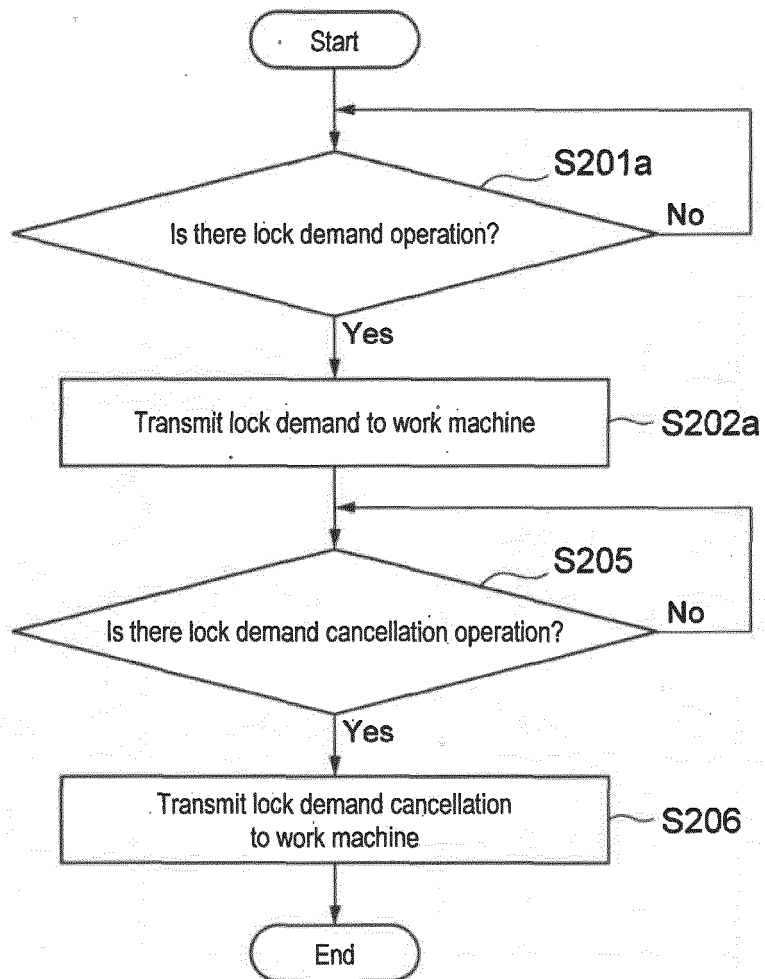 Start
S201a
Is there lock demand operation?
No
Yes
Transmit lock demand to work machine
S202a
S205
Is there lock demand cancellation operation?
No
Yes
Transmit lock demand cancellation
to work machine
S206
End